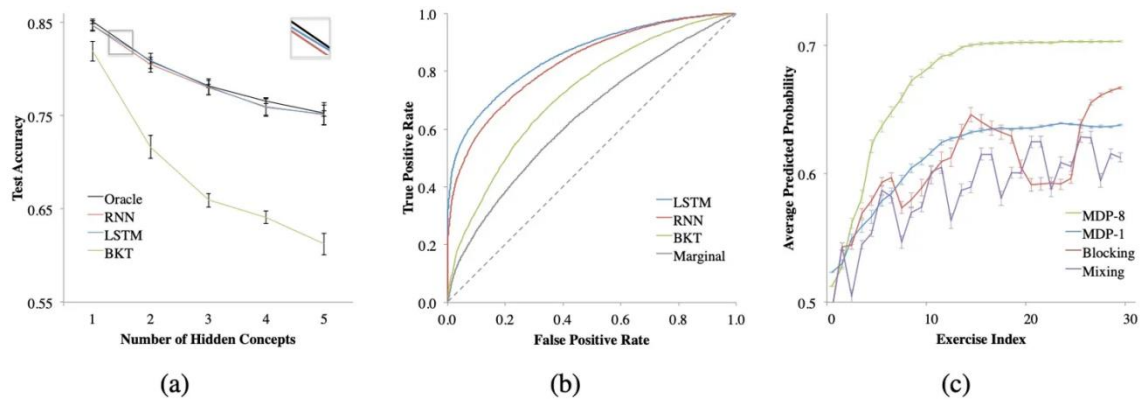 0.85
0.75
0.65
0.55
Test Accuracy
Oracle
RNN
LSTM
BKT
1 2 3 4 5
Number of Hidden Concepts
(a)
1.0
0.8
0.6
0.4
0.2
0.0
True Positive Rate
LSTM
RNN
BKT
Marginal
0.0 0.2 0.4 0.6 0.8 1.0
False Positive Rate
(b)
0.7
0.6
0.5
Average Predicted Probability
MDP-8
MDP-1
Blocking
Mixing
0 10 20 30
Exercise Index
(c)